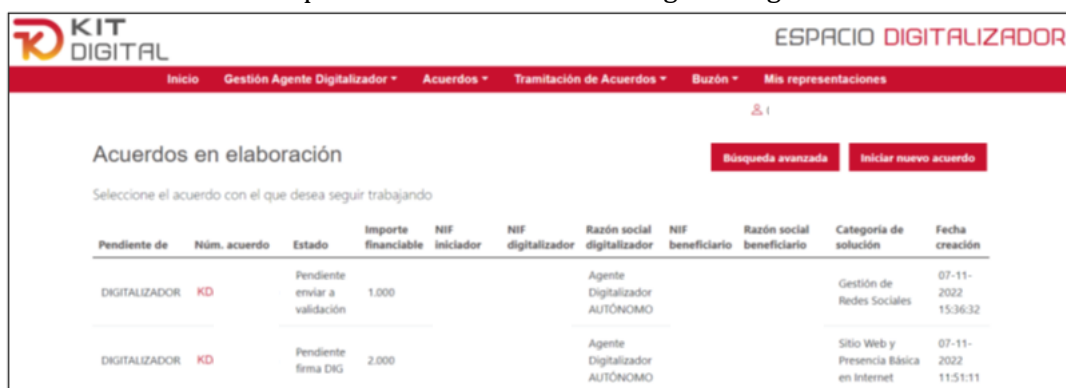 KIT
DIGITAL
ESPACIO DIGITALIZADOR
Inicio Gestión Agente Digitalizador Acuerdos Tramitación de Acuerdos Buzón Mis representaciones
Acuerdos en elaboración
Búsqueda avanzada Iniciar nuevo acuerdo
Seleccione el acuerdo con el que desea seguir trabajando
Pendiente de Núm. acuerdo Estado Importe financiable NIF iniciador NIF digitalizador Razón social digitalizador NIF beneficiario Razón social beneficiario Categoría de solución Fecha creación
DIGITALIZADOR KD Pendiente enviar a validación 1.000 Agente Digitalizador AUTÓNOMO Gestión de Redes Sociales 07-11-2022 15:36:32
DIGITALIZADOR KD Pendiente firma DIG 2.000 Agente Digitalizador AUTÓNOMO Sitio Web y Presencia Básica en Internet 07-11-2022 11:51:11